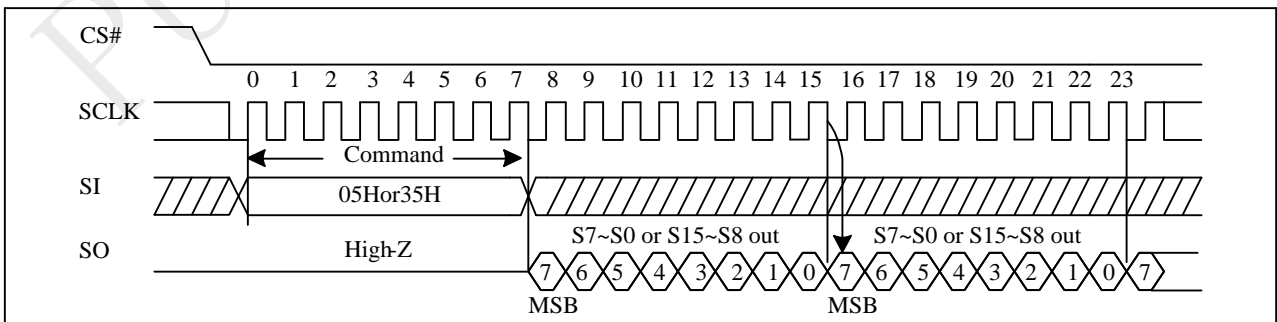 CS#
0 1 2 3 4 5 6 7 8 9 10 11 12 13 14 15 16 17 18 19 20 21 22 23
SCLK
Command
SI
05Hor35H
S7~S0 or S15~S8 out S7~S0 or S15~S8 out
SO
High-Z
7 6 5 4 3 2 1 0 7 6 5 4 3 2 1 0 7
MSB MSB